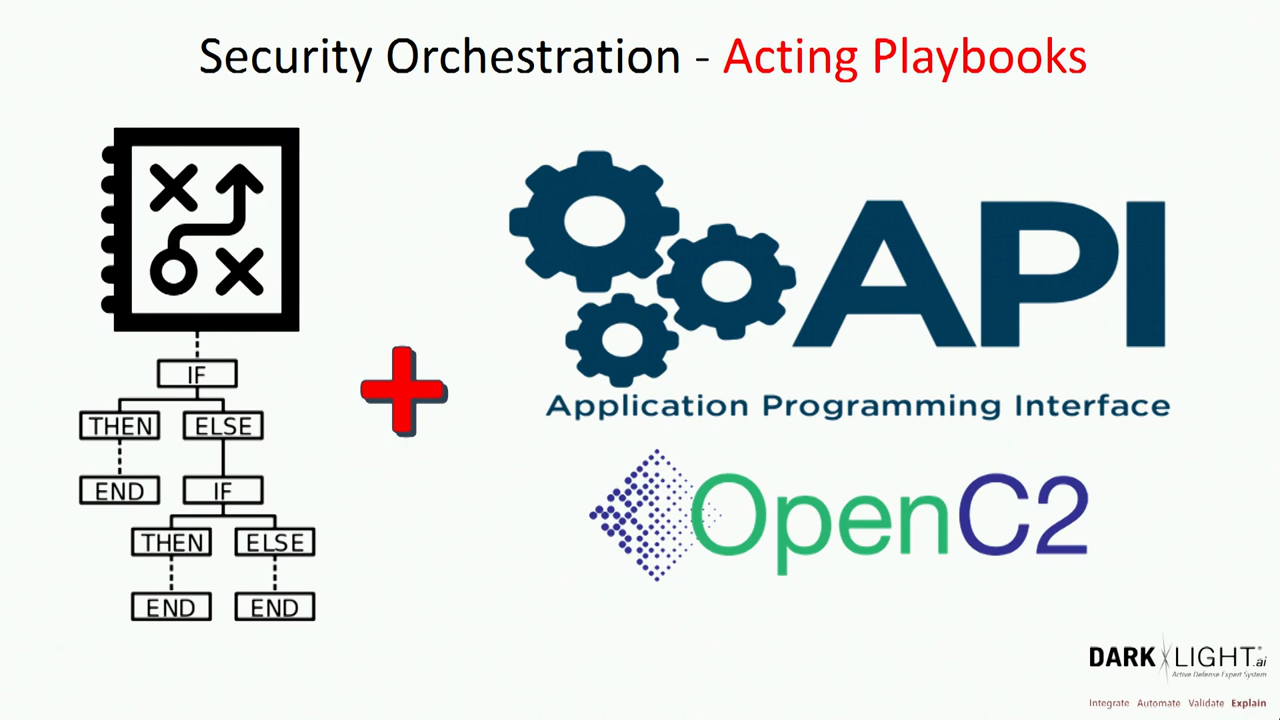 Security Orchestration - Acting Playbooks
IF
THEN ELSE
END IF
THEN ELSE
END END
API
Application Programming Interface
OpenC2
DARK LIGHT.ai
Active Defense Expert System
Integrate Automate Validate Explain